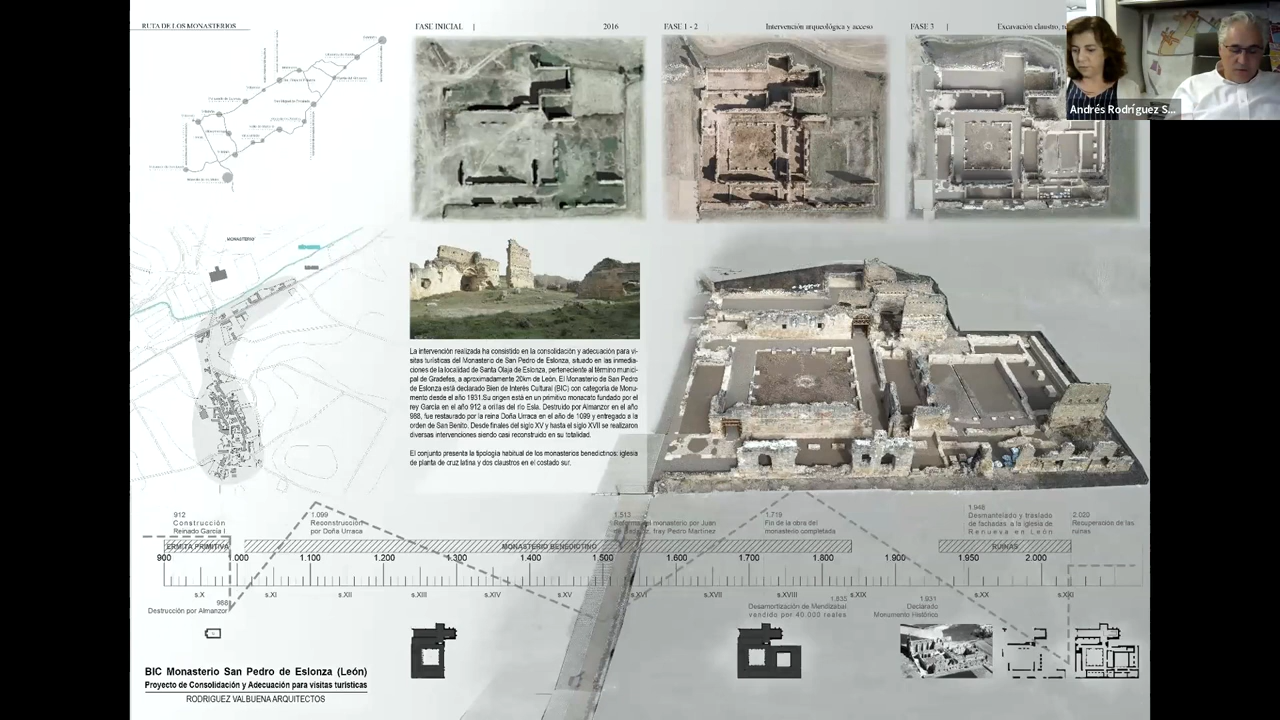 RUTA DE LOS MONASTERIOS
FASE INICIAL | 2016
FASE 1 - 2 | Intervención arqueológica y acceso
FASE 3 | Excavación claustro,
Andrés Rodríguez S...
MONASTERIO
La intervención realizada ha consistido en la consolidación y adecuación para vi-
sitas turísticas del Monasterio de San Pedro de Eslonza, situado en las inmedia-
ciones de la localidad de Santa Olaja de Eslonza, perteneciente al término munici-
pal de Gradefes, a aproximadamente 20km de León. El Monasterio de San Pedro
de Eslonza está declarado Bien de Interés Cultural (BIC) con categoría de Monu-
mento desde el año 1931.Su origen está en un primitivo monacato fundado por el
rey García en el año 912 a orillas del río Esla. Destruido por Almanzor en el año
988, fue restaurado por la reina Doña Urraca en el año de 1099 y entregado a la
orden de San Benito. Desde finales del siglo XV y hasta el siglo XVII se realizaron
diversas intervenciones siendo casi reconstruido en su totalidad.
El conjunto presenta la tipología habitual de los monasterios benedictinos: iglesia
de planta de cruz latina y dos claustros en el costado sur.
912
Construcción
Reinado García I
1.099
Reconstrucción
por Doña Urraca
1.513
Reforma del monasterio por Juan
de Badajoz, fray Pedro Martínez
1.719
Fin de la obra del
monasterio completada
1.948
Desmantelado y traslado
de fachadas a la iglesia de
Renueva en León
2.020
Recuperación de las
ruinas
ERMITA PRIMITIVA
MONASTERIO BENEDICTINO
RUINAS
900 1.000 1.100 1.200 1.300 1.400 1.500 1.600 1.700 1.800 1.900 1.950 2.000
s.X s.XI s.XII s.XIII s.XIV s.XV s.XVI s.XVII s.XVIII s.XIX s.XX s.XXI
988
Destrucción por Almanzor
1.835
Desamortización de Mendizabal
vendido por 40.000 reales
1.931
Declarado
Monumento Histórico
BIC Monasterio San Pedro de Eslonza (León)
Proyecto de Consolidación y Adecuación para visitas turísticas
RODRIGUEZ VALBUENA ARQUITECTOS